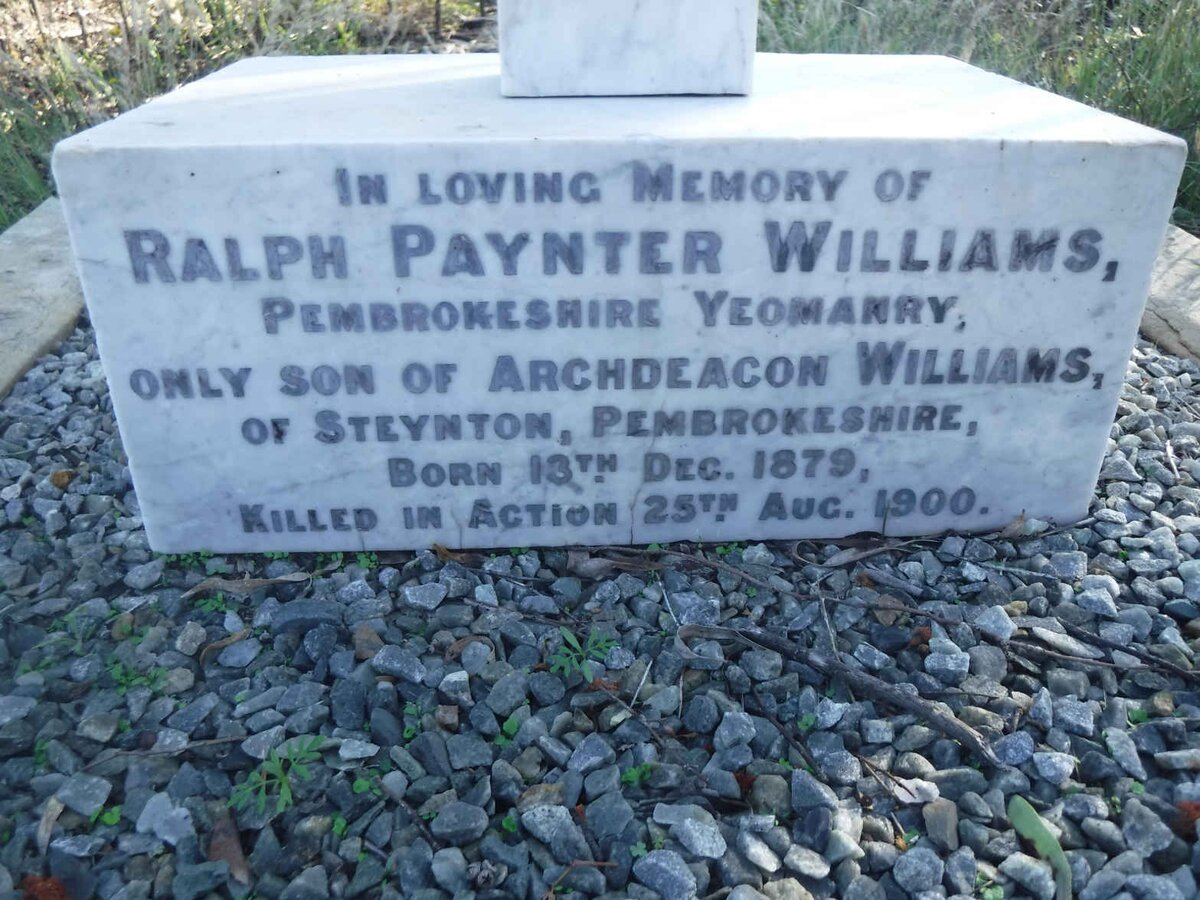 In loving Memory of
Ralph Paynter Williams,
Pembrokeshire Yeomanry,
only son of Archdeacon Williams,
of Steynton, Pembrokeshire,
Born 13th Dec. 1879,
Killed in Action 25th Aug. 1900.